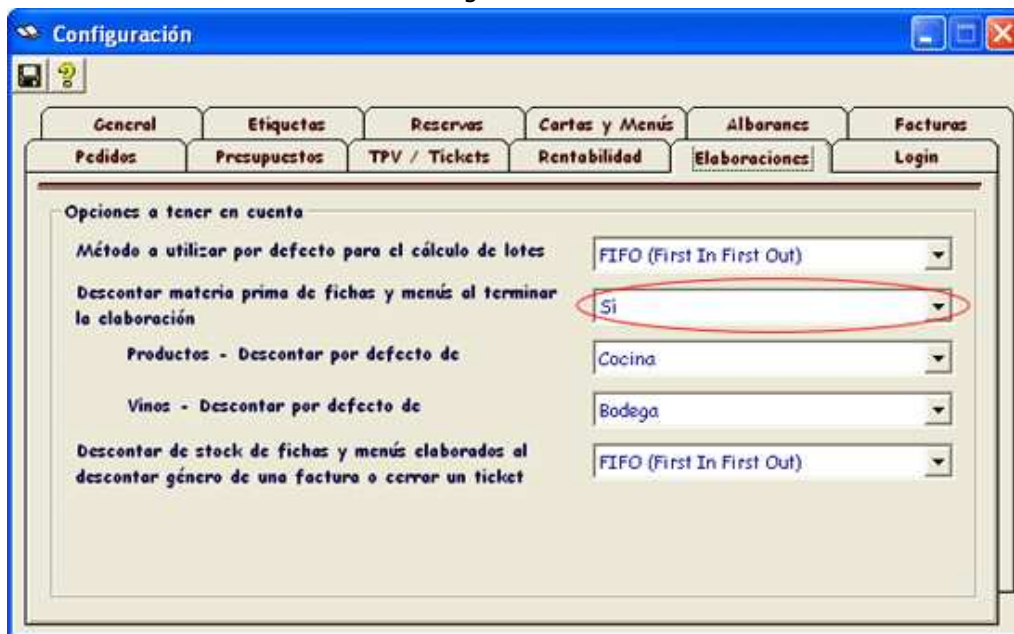 Configuración
General Etiquetas Reservas Cartas y Menús Albaranes Facturas
Pedidos Presupuestos TPV / Tickets Rentabilidad Elaboraciones Login
Opciones a tener en cuenta
Método a utilizar por defecto para el cálculo de lotes FIFO (First In First Out)
Descontar materia prima de fichas y menús al terminar
la elaboración Si
Productos - Descontar por defecto de Cocina
Vinos - Descontar por defecto de Bodega
Descontar de stock de fichas y menús elaborados al
descontar género de una factura o cerrar un ticket FIFO (First In First Out)